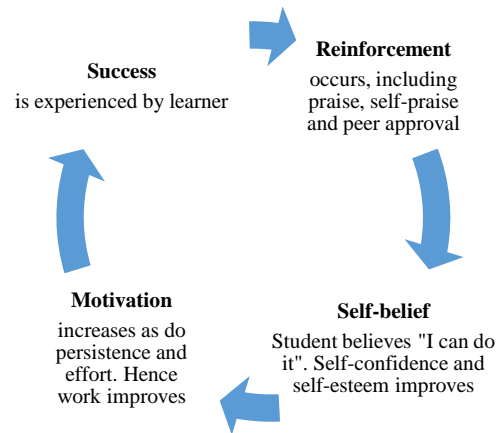 Success
is experienced by learner
Reinforcement
occurs, including
praise, self-praise
and peer approval
Self-belief
Student believes "I can do
it". Self-confidence and
self-esteem improves
Motivation
increases as do
persistence and
effort. Hence
work improves